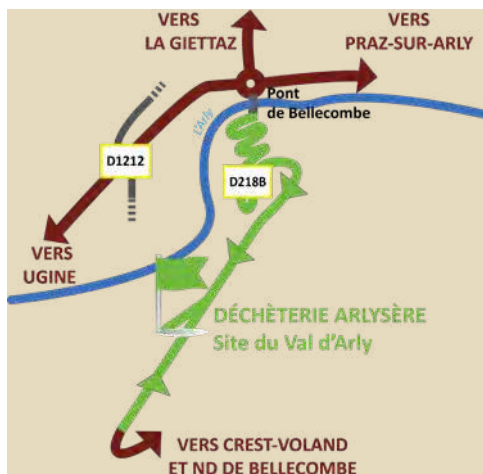 VERS
LA GIETTAZ
VERS
PRAZ-SUR-ARLY
Pont
de Bellecombe
L'Arly
D1212
D218B
VERS
UGINE
DÉCHÈTERIE ARLYSÈRE
Site du Val d'Arly
VERS CREST-VOLAND
ET ND DE BELLECOMBE